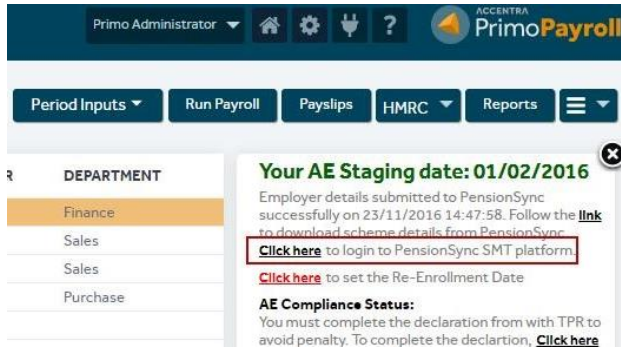 Primo Administrator
?
ACCENTRA
PrimoPayroll
Period Inputs
Run Payroll
Payslips
HMRC
Reports
R
DEPARTMENT
Finance
Sales
Sales
Purchase
Your AE Staging date: 01/02/2016
Employer details submitted to PensionSync
successfully on 23/11/2016 14:47:58. Follow the link
to download scheme details from PensionSync
Click here to login to PensionSync SMT platform.
Click here to set the Re-Enrollment Date
AE Compliance Status:
You must complete the declaration from with TPR to
avoid penalty. To complete the declartion, Click here